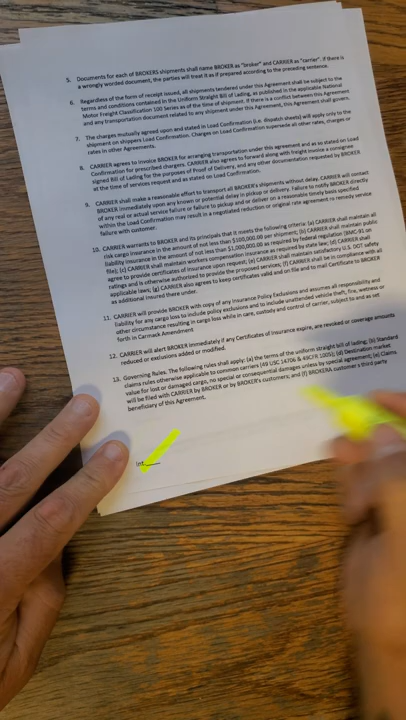 5. Documents for each of BROKERS shipments shall name BROKER as "broker" and CARRIER as "carrier". If there is
a wrongly worded document, the parties will treat it as if prepared according to the preceding sentence.
6. Regardless of the form of receipt issued, all shipments tendered under this Agreement shall be subject to the
terms and conditions contained in the Uniform Straight Bill of Lading, as published in the applicable National
Motor Freight Classification 100 Series as of the time of shipment. If there is a conflict between this Agreement
and any transportation document related to any shipment under this Agreement, this Agreement shall govern.
7. The charges mutually agreed upon and stated in Load Confirmation (i.e. dispatch sheets) will apply only to the
shipment on shippers Load Confirmation. Charges on Load Confirmation supersede all other rates, charges or
rates in other Agreements.
8. CARRIER agrees to invoice BROKER for arranging transportation under this agreement and as stated on Load
Confirmation for prescribed charges. CARRIER also agrees to forward along with freight invoice a consignee
signed Bill of Lading for the purposes of Proof of Delivery, and any other documentation requested by BROKER
at the time of services request and as stated on Load Confirmation.
9. CARRIER shall make a reasonable effort to transport all BROKER's shipments without delay. CARRIER will contact
BROKER immediately upon any known or potential delay in pickup or delivery. Failure to notify BROKER directly
of any real or actual service failure or failure to pickup and/or deliver on a reasonable timely basis specified
within the Load Confirmation may result in a negotiated reduction or original rate agreement to remedy service
failure with customer.
10. CARRIER warrants to BROKER and its principals that it meets the following criteria: (a) CARRIER shall maintain all
risk cargo insurance in the amount of not less than $100,000.00 per shipment; (b) CARRIER shall maintain public
liability insurance in the amount of not less than $1,000,000.00 as required by federal regulation (BMC-91 on
file); (c) CARRIER shall maintain workers compensation insurance as required by state law; (d) CARRIER shall
agree to provide certificates of insurance upon request; (e) CARRIER shall maintain satisfactory U.S. DOT safety
ratings and is otherwise authorized to provide the proposed services; (f) CARRIER shall be in compliance with all
applicable laws; (g) CARRIER also agrees to keep certificates valid and on file and to mail Certificate to BROKER
as additional insured there under.
11. CARRIER will provide BROKER with copy of any Insurance Policy Exclusions and assumes all responsibility and
liability for any cargo loss to include policy exclusions and to include unattended vehicle theft, fire, wetness or
other circumstance resulting in cargo loss while in care, custody and control of carrier, subject to and as set
forth in Carmack Amendment
12. CARRIER will alert BROKER immediately if any Certificates of Insurance expire, are revoked or coverage amounts
reduced or exclusions added or modified.
13. Governing Rules. The following rules shall apply: (a) the terms of the uniform straight bill of lading; (b) Standard
claims rules otherwise applicable to common carriers (49 USC 14706 & 49CFR 1005); (d) Destination market
value for lost or damaged cargo, no special or consequential damages unless by special agreement; (e) Claims
will be filed with CARRIER by BROKER or by BROKER's customers; and (f) BROKERA customer's third party
beneficiary of this Agreement.
Int.